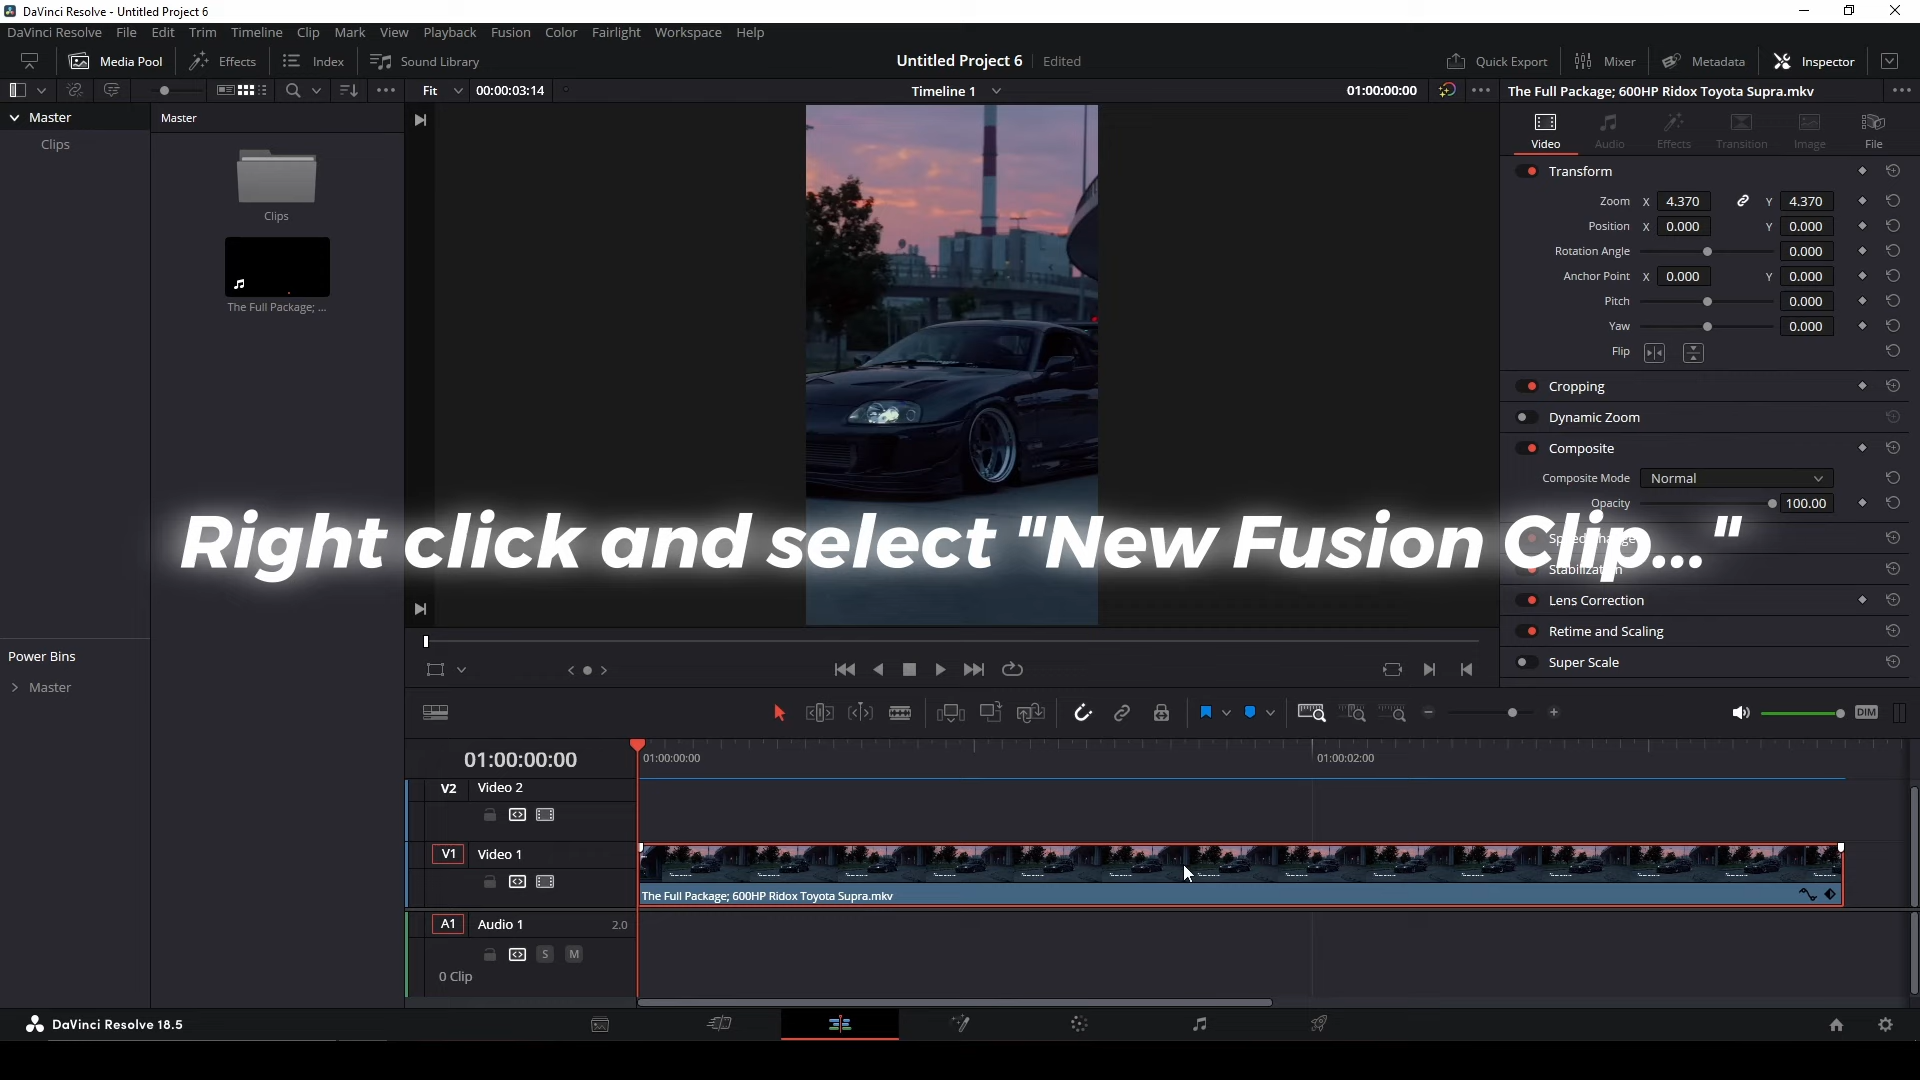 DaVinci Resolve - Untitled Project 6
DaVinci Resolve File Edit Trim Timeline Clip Mark View Playback Fusion Color Fairlight Workspace Help
Media Pool Effects Index Sound Library Untitled Project 6 Edited Quick Export Mixer Metadata Inspector
Fit 00:00:03:14 Timeline 1 01:00:00:00 The Full Package; 600HP Ridox Toyota Supra.mkv
Master
Clips
Master
Clips
The Full Package; ...
Power Bins
Master
Video Audio Effects Transition Image File
Transform
Zoom X 4.370 Y 4.370
Position X 0.000 Y 0.000
Rotation Angle 0.000
Anchor Point X 0.000 Y 0.000
Pitch 0.000
Yaw 0.000
Flip
Cropping
Dynamic Zoom
Composite
Composite Mode Normal
Opacity 100.00
Right click and select "New Fusion Clip..."
Lens Correction
Retime and Scaling
Super Scale
DIM
01:00:00:00 01:00:00:00 01:00:02:00
V2 Video 2
V1 Video 1
The Full Package; 600HP Ridox Toyota Supra.mkv
A1 Audio 1 2.0
S M
0 Clip
DaVinci Resolve 18.5